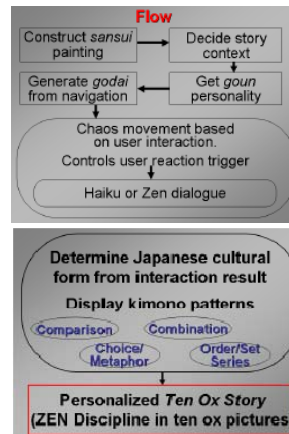 Flow
Construct sansui
painting
Decide story
context
Generate godai
from navigation
Get goun
personality
Chaos movement based
on user interaction.
Controls user reaction trigger
Haiku or Zen dialogue
Determine Japanese cultural
form from interaction result
Display kimono patterns
Comparison
Combination
Choice/
Metaphor
Order/Set
Series
Personalized Ten Ox Story
(ZEN Discipline in ten ox pictures